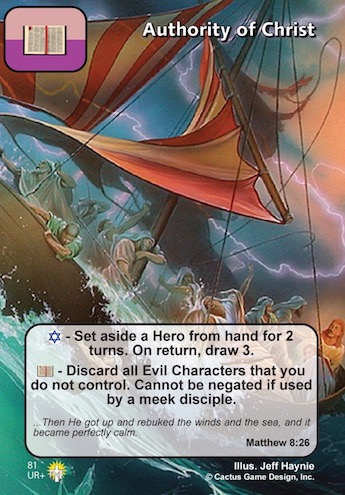 Authority of Christ
- Set aside a Hero from hand for 2
turns. On return, draw 3.
- Discard all Evil Characters that you
do not control. Cannot be negated if used
by a meek disciple.
...Then He got up and rebuked the winds and the sea, and it
became perfectly calm.
Matthew 8:26
81
UR+
Illus. Jeff Haynie
© Cactus Game Design, Inc.